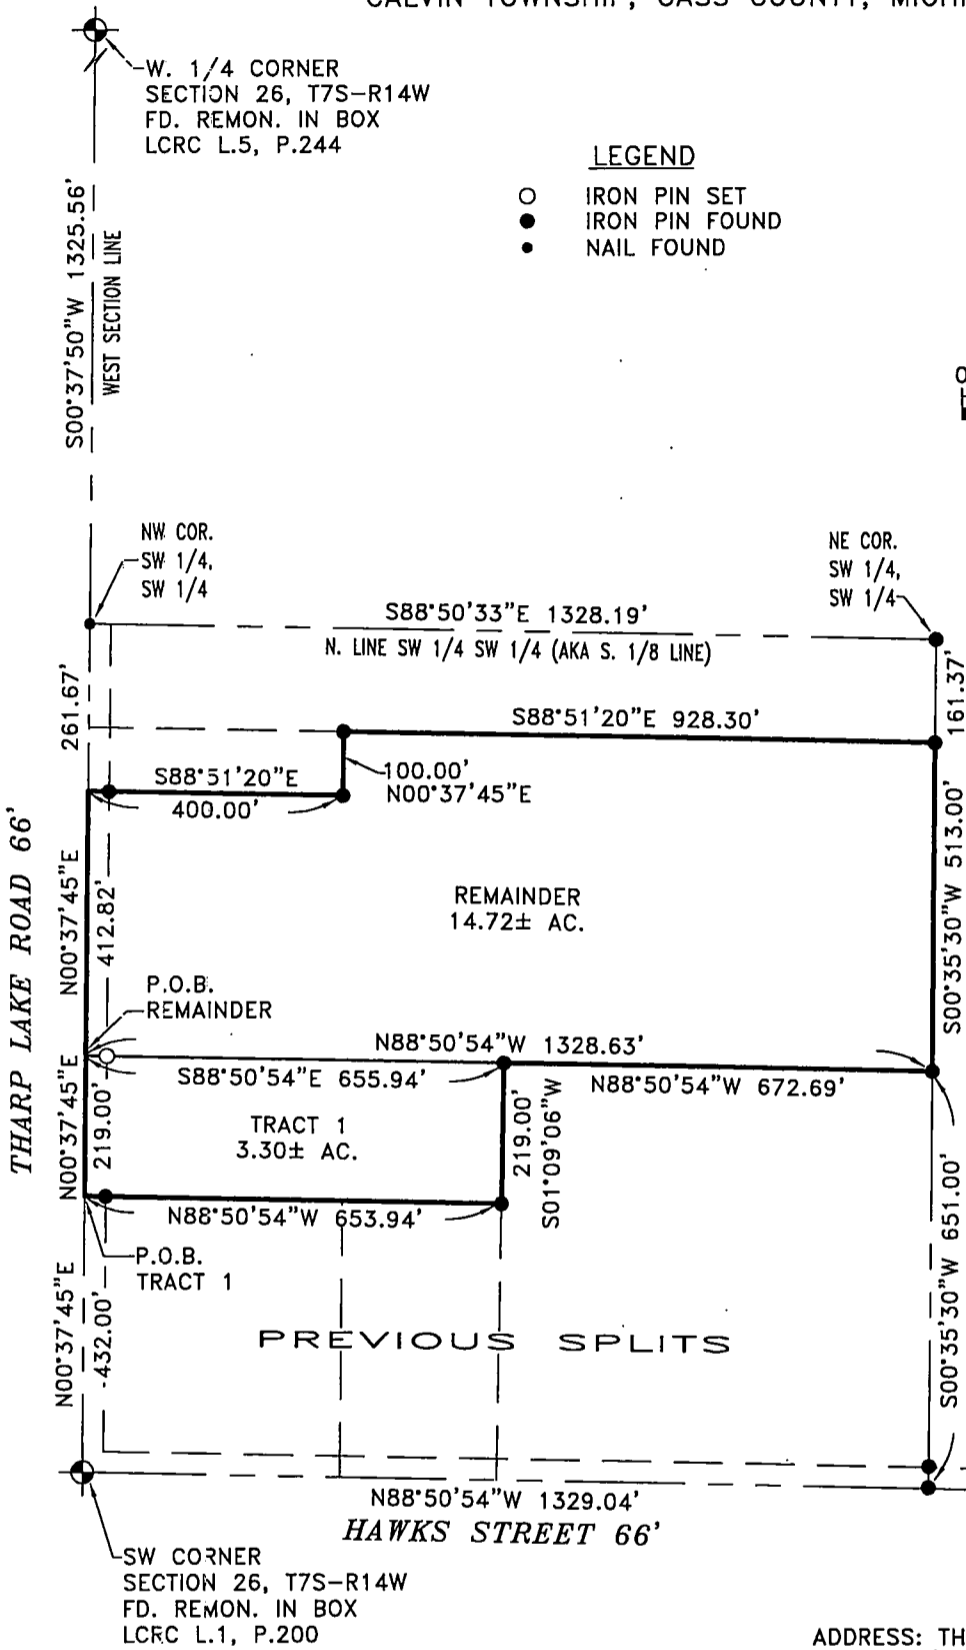 W. 1/4 CORNER
SECTION 26, T7S-R14W
FD. REMON. IN BOX
LCRC L.5, P.244
LEGEND
IRON PIN SET
IRON PIN FOUND
NAIL FOUND
S00°37'50"W 1325.56'
WEST SECTION LINE
NW COR.
SW 1/4,
SW 1/4
NE COR.
SW 1/4,
SW 1/4
S88°50'33"E 1328.19'
N. LINE SW 1/4 SW 1/4 (AKA S. 1/8 LINE)
261.67'
161.37'
S88°51'20"E 928.30'
S88°51'20"E
400.00'
100.00'
N00°37'45"E
THARP LAKE ROAD 66'
N00°37'45"E
412.82'
REMAINDER
14.72± AC.
S00°35'30"W 513.00'
P.O.B.
REMAINDER
N88°50'54"W 1328.63'
S88°50'54"E 655.94'
N88°50'54"W 672.69'
N00°37'45"E
219.00'
TRACT 1
3.30± AC.
219.00'
S01°09'06"W
N88°50'54"W 653.94'
P.O.B.
TRACT 1
N00°37'45"E
432.00'
PREVIOUS SPLITS
S00°35'30"W 651.00'
N88°50'54"W 1329.04'
HAWKS STREET 66'
SW CORNER
SECTION 26, T7S-R14W
FD. REMON. IN BOX
LCRC L.1, P.200
ADDRESS: TH